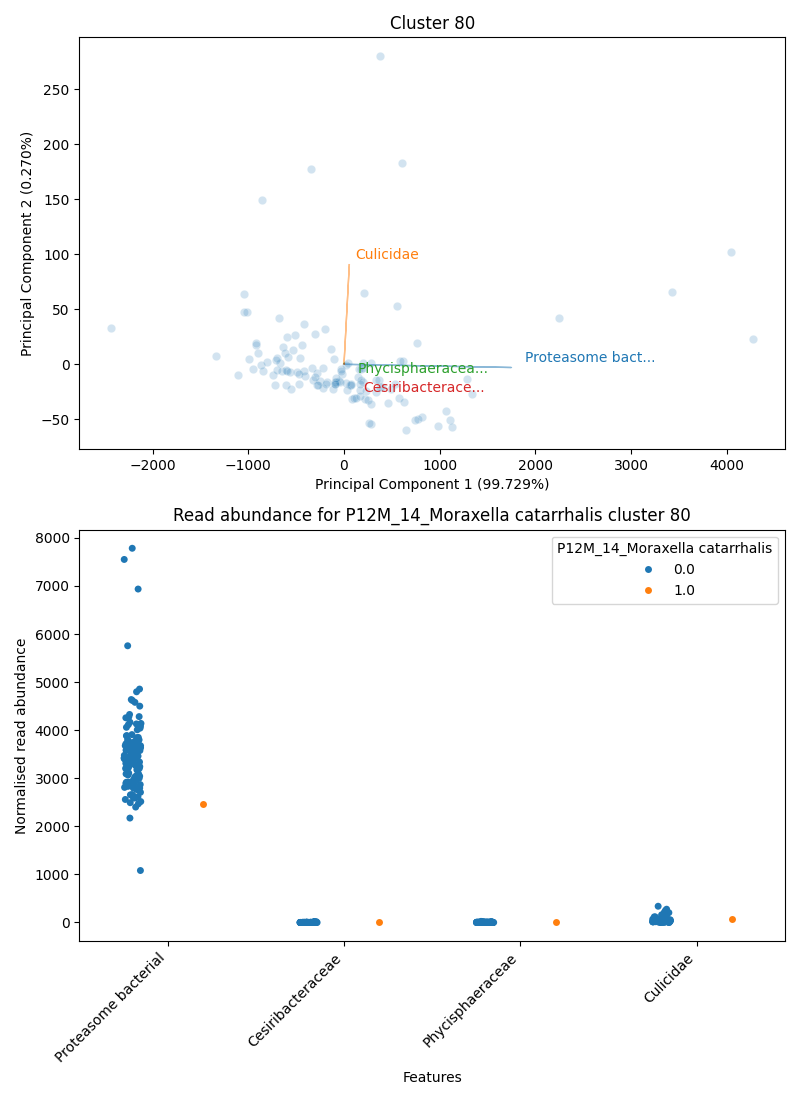 Cluster 80
Principal Component 2 (0.270%)
250
200
150
100
50
0
−50
Culicidae
Proteasome bact...
Phycisphaeracea...
Cesiribacterace...
−2000
−1000
0
1000
2000
3000
4000
Principal Component 1 (99.729%)
Read abundance for P12M_14_Moraxella catarrhalis cluster 80
Normalised read abundance
8000
7000
6000
5000
4000
3000
2000
1000
0
P12M_14_Moraxella catarrhalis
0.0
1.0
Proteasome bacterial
Cesiribacteraceae
Phycisphaeraceae
Culicidae
Features